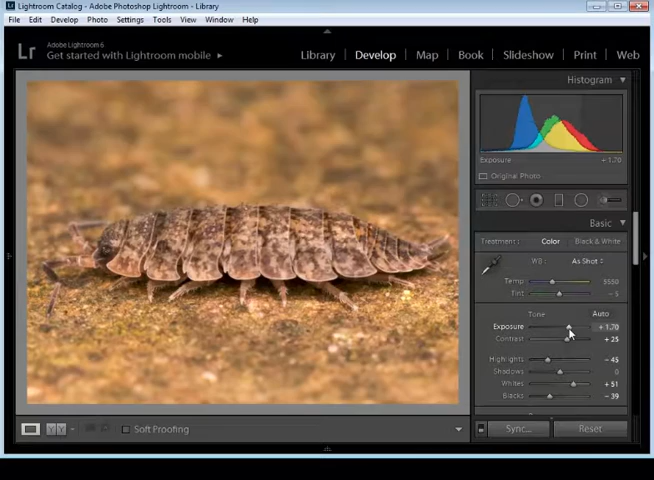 Lightroom Catalog - Adobe Photoshop Lightroom - Library
File Edit Develop Photo Settings Tools View Window Help
Lr
Adobe Lightroom 6
Get started with Lightroom mobile ▸
Library | Develop | Map | Book | Slideshow | Print | Web
Histogram
Exposure + 1.70
Original Photo
Basic
Treatment: Color Black & White
WB: As Shot
Temp 5550
Tint - 5
Tone Auto
Exposure + 1.70
Contrast + 25
Highlights - 45
Shadows 0
Whites + 51
Blacks - 39
YY
Soft Proofing
Sync... Reset